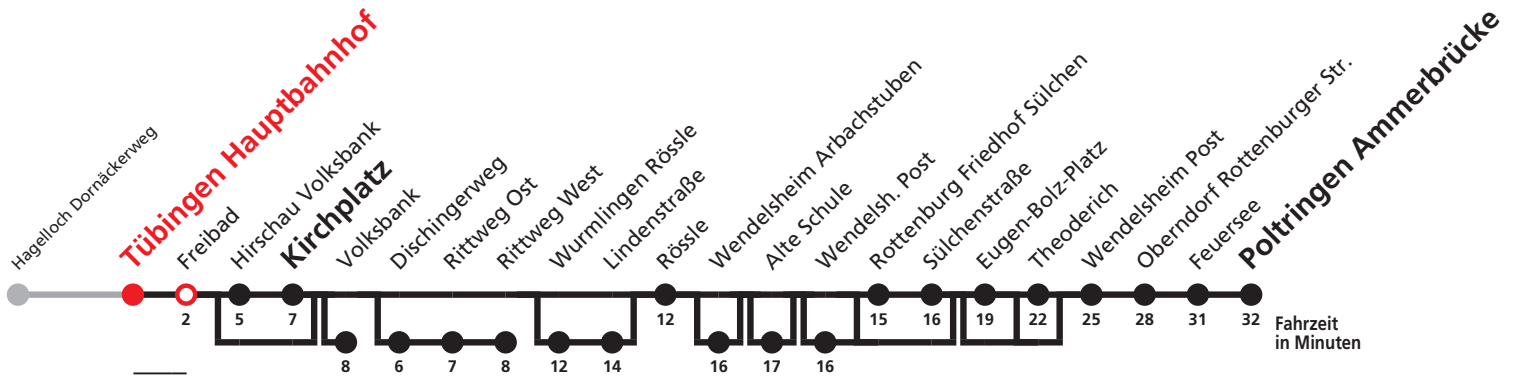 Hagelloch Dornäckerweg
Tübingen Hauptbahnhof
Freibad
Hirschau Volksbank
Kirchplatz
Volksbank
Dischingerweg
Rittweg Ost
Rittweg West
Wurmlingen Rössle
Lindenstraße
Rössle
Wendelsheim Arbachstuben
Alte Schule
Wendelsh. Post
Rottenburg Friedhof Sülchen
Sülchenstraße
Eugen-Bolz-Platz
Theoderich
Wendelsheim Post
Oberndorf Rottenburger Str.
Feuersee
Poltringen Ammerbrücke
2 5 7 12 15 16 19 22 25 28 31 32
Fahrzeit
in Minuten
8 6 7 8 12 14 16 17 16